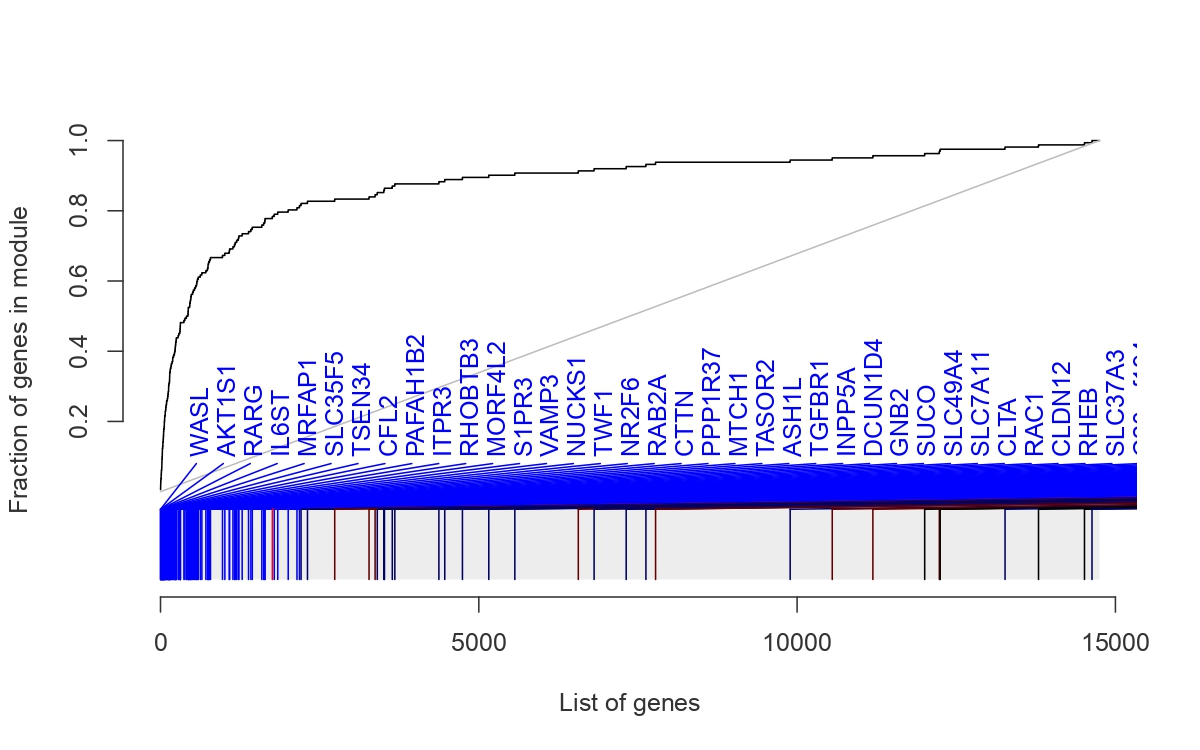 Fraction of genes in module
1.0
0.8
0.6
0.4
0.2
WASL
AKT1S1
RARG
IL6ST
MRFAP1
SLC35F5
TSEN34
CFL2
PAFAH1B2
ITPR3
RHOBTB3
MORF4L2
S1PR3
VAMP3
NUCKS1
TWF1
NR2F6
RAB2A
CTTN
PPP1R37
MTCH1
TASOR2
ASH1L
TGFBR1
INPP5A
DCUN1D4
GNB2
SUCO
SLC49A4
SLC7A11
CLTA
RAC1
CLDN12
RHEB
SLC37A3
0
5000
10000
15000
List of genes